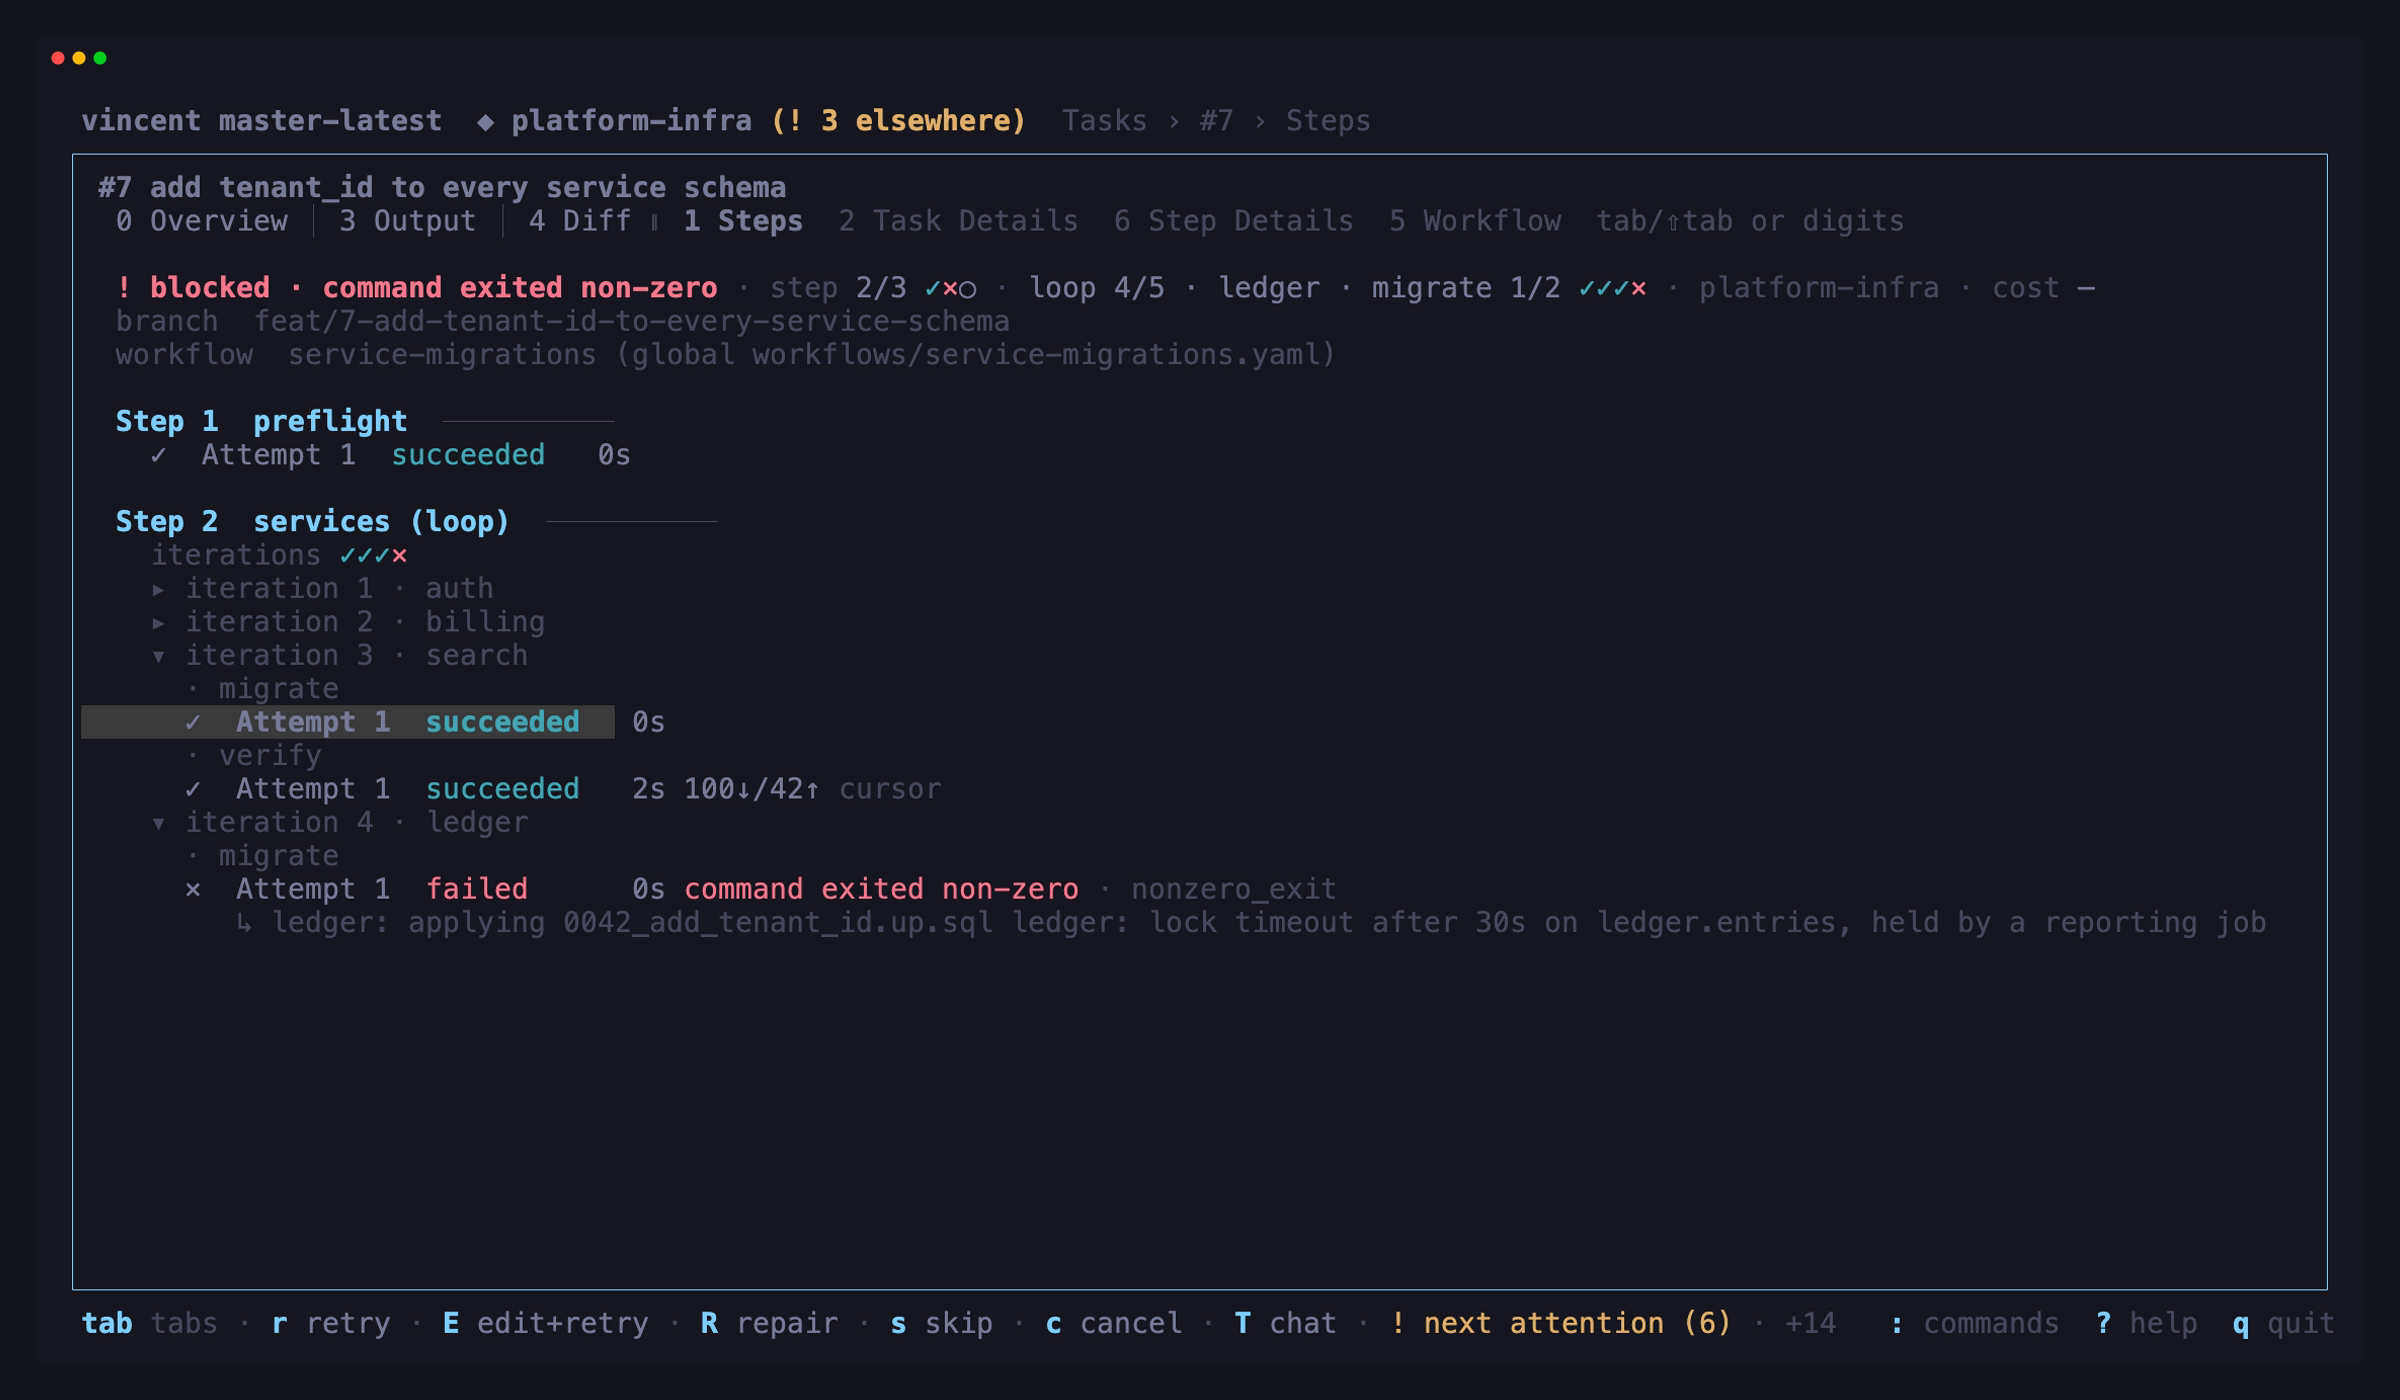 vincent master-latest ◆ platform-infra (! 3 elsewhere) Tasks › #7 › Steps
#7 add tenant_id to every service schema
0 Overview │ 3 Output │ 4 Diff ‖ 1 Steps 2 Task Details 6 Step Details 5 Workflow tab/⇧tab or digits
! blocked · command exited non-zero · step 2/3 ✓×○ · loop 4/5 · ledger · migrate 1/2 ✓✓✓× · platform-infra · cost —
branch feat/7-add-tenant-id-to-every-service-schema
workflow service-migrations (global workflows/service-migrations.yaml)
Step 1 preflight ──────────
✓ Attempt 1 succeeded 0s
Step 2 services (loop) ──────────
iterations ✓✓✓×
▸ iteration 1 · auth
▸ iteration 2 · billing
▾ iteration 3 · search
· migrate
✓ Attempt 1 succeeded 0s
· verify
✓ Attempt 1 succeeded 2s 100↓/42↑ cursor
▾ iteration 4 · ledger
· migrate
× Attempt 1 failed 0s command exited non-zero · nonzero_exit
↳ ledger: applying 0042_add_tenant_id.up.sql ledger: lock timeout after 30s on ledger.entries, held by a reporting job
tab tabs · r retry · E edit+retry · R repair · s skip · c cancel · T chat · ! next attention (6) · +14 : commands ? help q quit